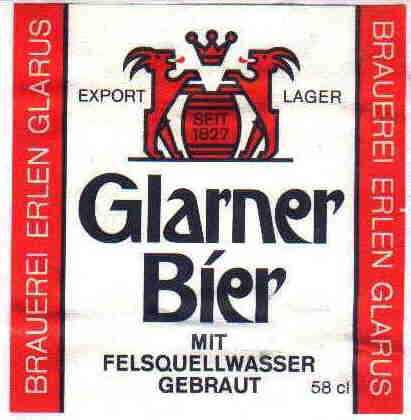 BRAUEREI ERLEN GLARUS
EXPORT LAGER
SEIT
1827
Glarner
Bier
MIT
FELSQUELLWASSER
GEBRAUT
58 cl
BRAUEREI ERLEN GLARUS